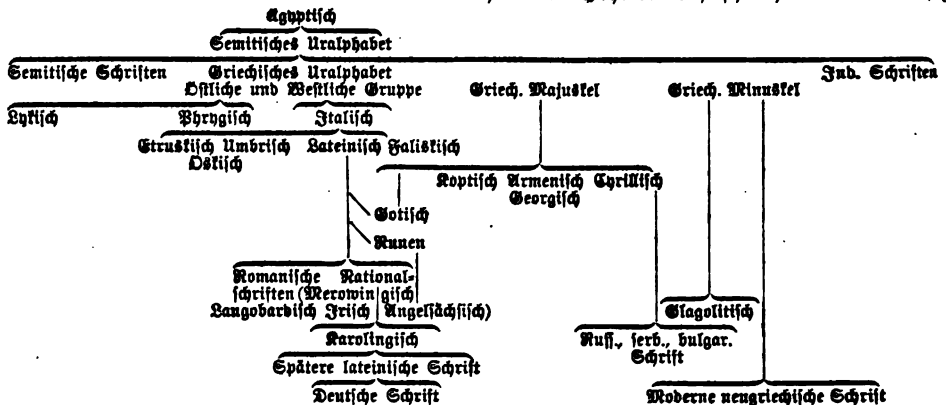 Ägyptisch
Semitisches Uralphabet
Semitische Schriften Griechisches Uralphabet Ind. Schriften
Östliche und Westliche Gruppe Griech. Majuskel Griech. Minuskel
Lykisch Phrygisch Italisch
Etruskisch Umbrisch Lateinisch Faliskisch
Oskisch
Koptisch Armenisch Cyrillisch
Georgisch
Gotisch
Runen
Romanische National=
schriften (Merowingisch
Langobardisch Irisch Angelsächsisch)
Glagolitisch
Karolingisch
Russ., serb., bulgar.
Schrift
Spätere lateinische Schrift
Deutsche Schrift Moderne neugriechische Schrift